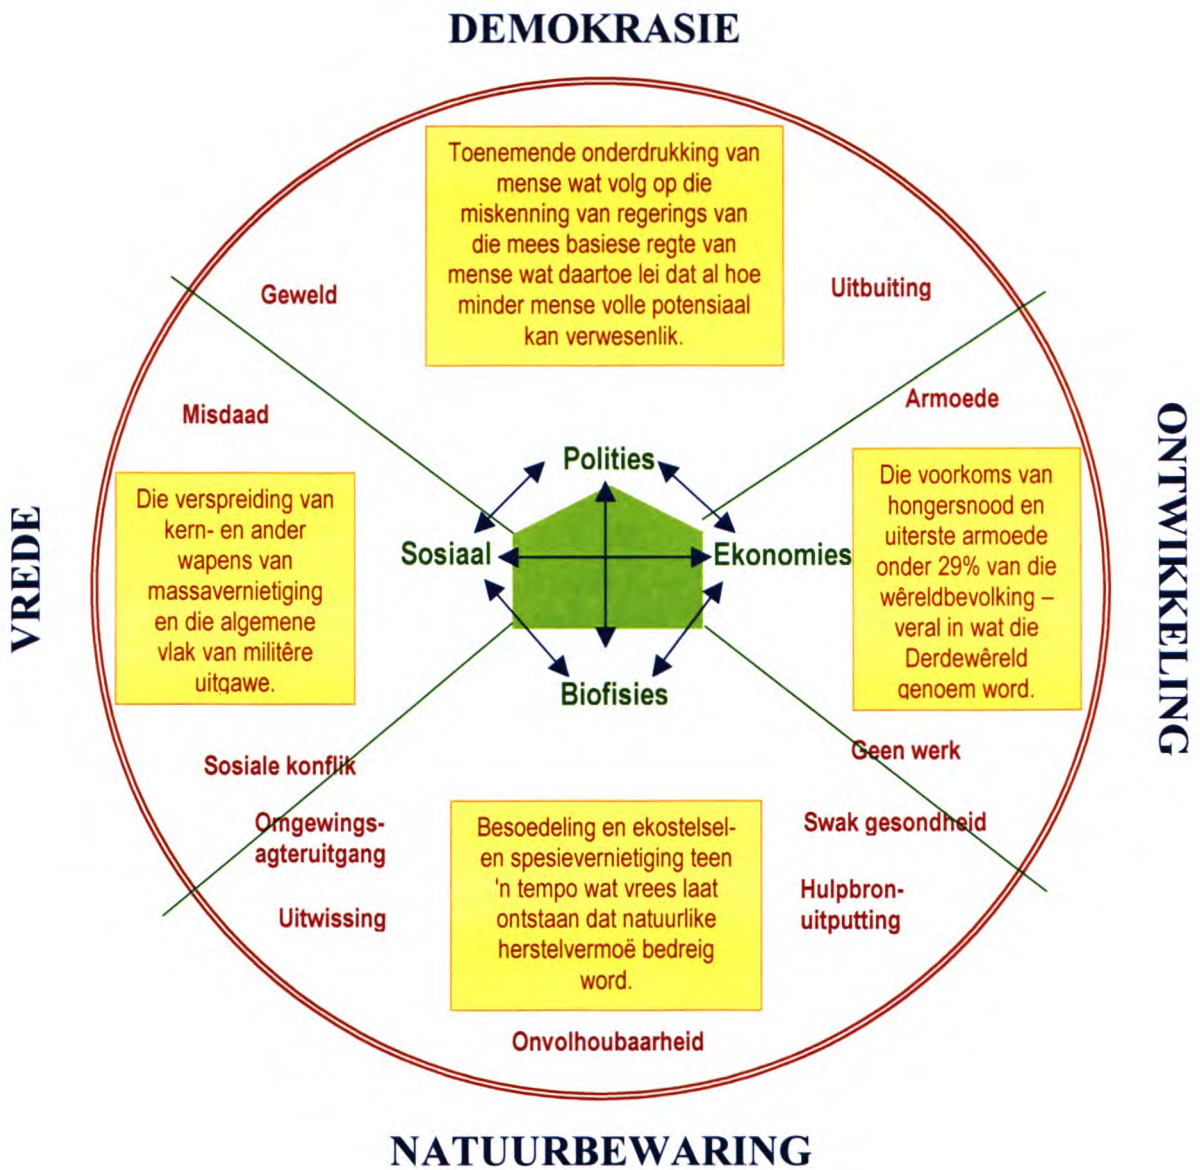 DEMOKRASIE
Toenemende onderdrukking van
mense wat volg op die
miskenning van regerings van
die mees basiese regte van
mense wat daartoe lei dat al hoe
minder mense volle potensiaal
kan verwesenlik.
Geweld
Uitbuiting
Misdaad
Armoede
VREDE
Die verspreiding van
kern- en ander
wapens van
massavernietiging
en die algemene
vlak van militêre
uitgawe.
Polities
Sosiaal
Ekonomies
Biofisies
Die voorkoms van
hongersnood en
uiterste armoede
onder 29% van die
wêreldbevolking –
veral in wat die
Derdewêreld
genoem word.
ONTWIKKELING
Sosiale konflik
Geen werk
Omgewings-
agteruitgang
Uitwissing
Besoedeling en ekostelsel-
en spesievernietiging teen
'n tempo wat vrees laat
ontstaan dat natuurlike
herstelvermoë bedreig
word.
Swak gesondheid
Hulpbron-
uitputting
Onvolhoubaarheid
NATUURBEWARING